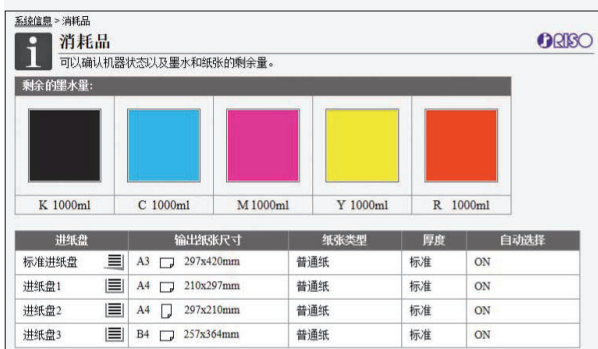 系统信息 > 消耗品
消耗品
RISO
可以确认机器状态以及墨水和纸张的剩余量。
剩余的墨水量:
K 1000ml C 1000ml M 1000ml Y 1000ml R 1000ml
进纸盘 输出纸张尺寸 纸张类型 厚度 自动选择
标准进纸盘 A3 297x420mm 普通纸 标准 ON
进纸盘1 A4 210x297mm 普通纸 标准 ON
进纸盘2 A4 297x210mm 普通纸 标准 ON
进纸盘3 B4 257x364mm 普通纸 标准 ON